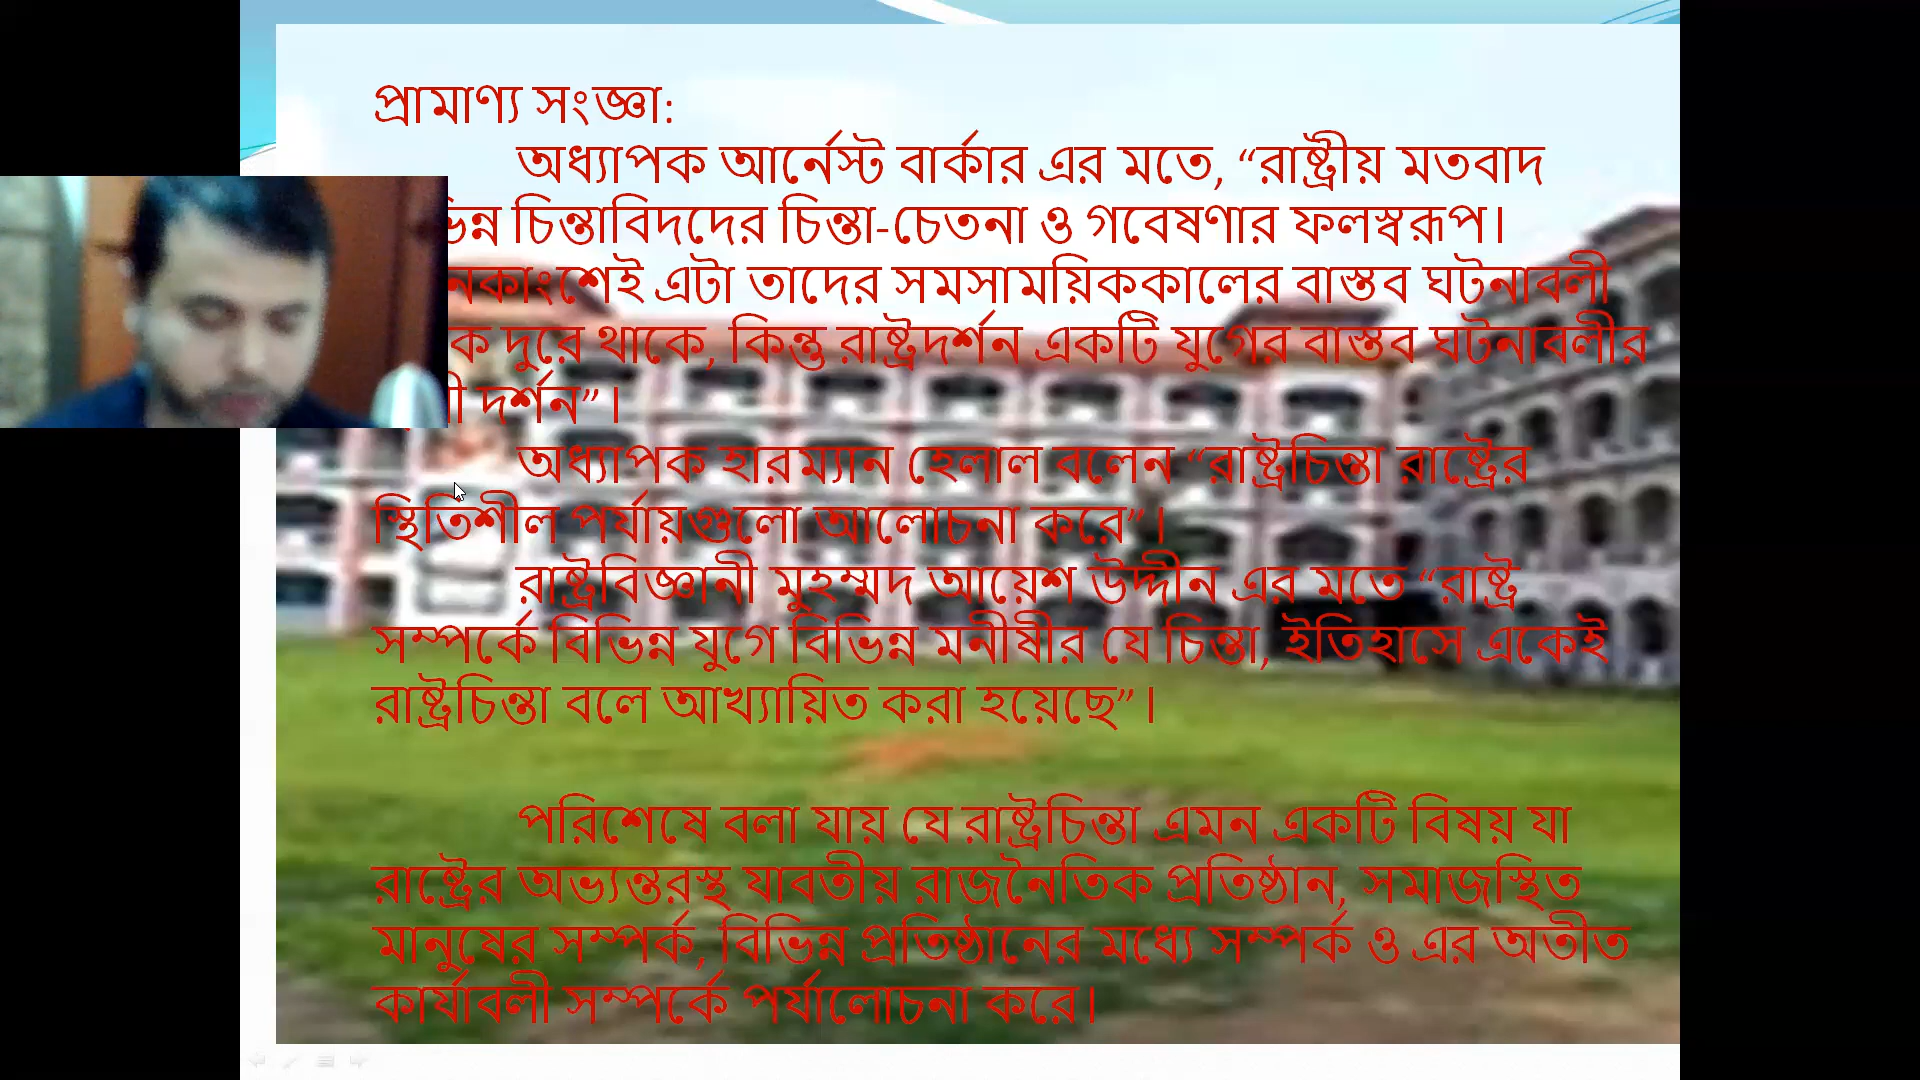 প্রামাণ্য সংজ্ঞা:
অধ্যাপক আর্নেস্ট বার্কার এর মতে, “রাষ্ট্রীয় মতবাদ
চিন্তাবিদদের চিন্তা-চেতনা ও গবেষণার ফলস্বরূপ।
এটা তাদের সমসাময়িককালের বাস্তব ঘটনাবলী
দুরে থাকে, কিন্তু রাষ্ট্রদর্শন একটি যুগের বাস্তব ঘটনাবলীর
দর্শন”।
অধ্যাপক হারম্যান হেলাল বলেন “রাষ্ট্রচিন্তা রাষ্ট্রের
স্থিতিশীল পর্যায়গুলো আলোচনা করে”।
রাষ্ট্রবিজ্ঞানী মুহম্মদ আয়েশ উদ্দীন এর মতে “রাষ্ট্র
সম্পর্কে বিভিন্ন যুগে বিভিন্ন মনীষীর যে চিন্তা, ইতিহাসে একেই
রাষ্ট্রচিন্তা বলে আখ্যায়িত করা হয়েছে”।
পরিশেষে বলা যায় যে রাষ্ট্রচিন্তা এমন একটি বিষয় যা
রাষ্ট্রের অভ্যন্তরস্থ যাবতীয় রাজনৈতিক প্রতিষ্ঠান, সমাজস্থিত
মানুষের সম্পর্ক, বিভিন্ন প্রতিষ্ঠানের মধ্যে সম্পর্ক ও এর অতীত
কার্যাবলী সম্পর্কে পর্যালোচনা করে।